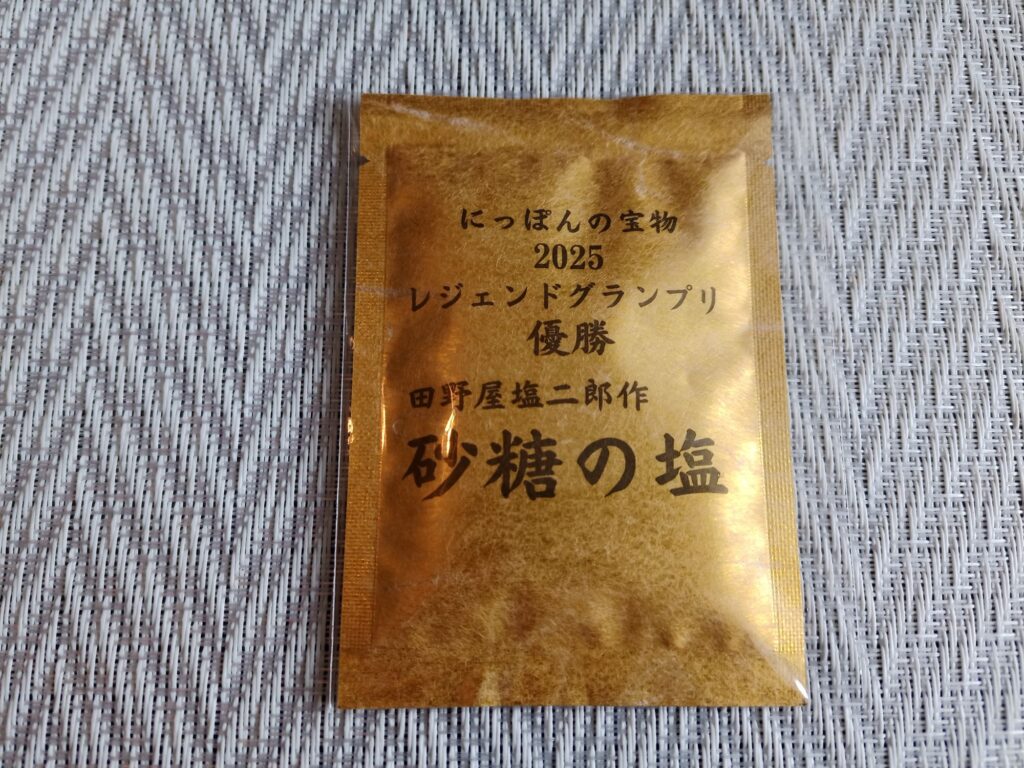 にっぽんの宝物
2025
レジェンドグランプリ
優勝
田野屋塩二郎作
砂糖の塩